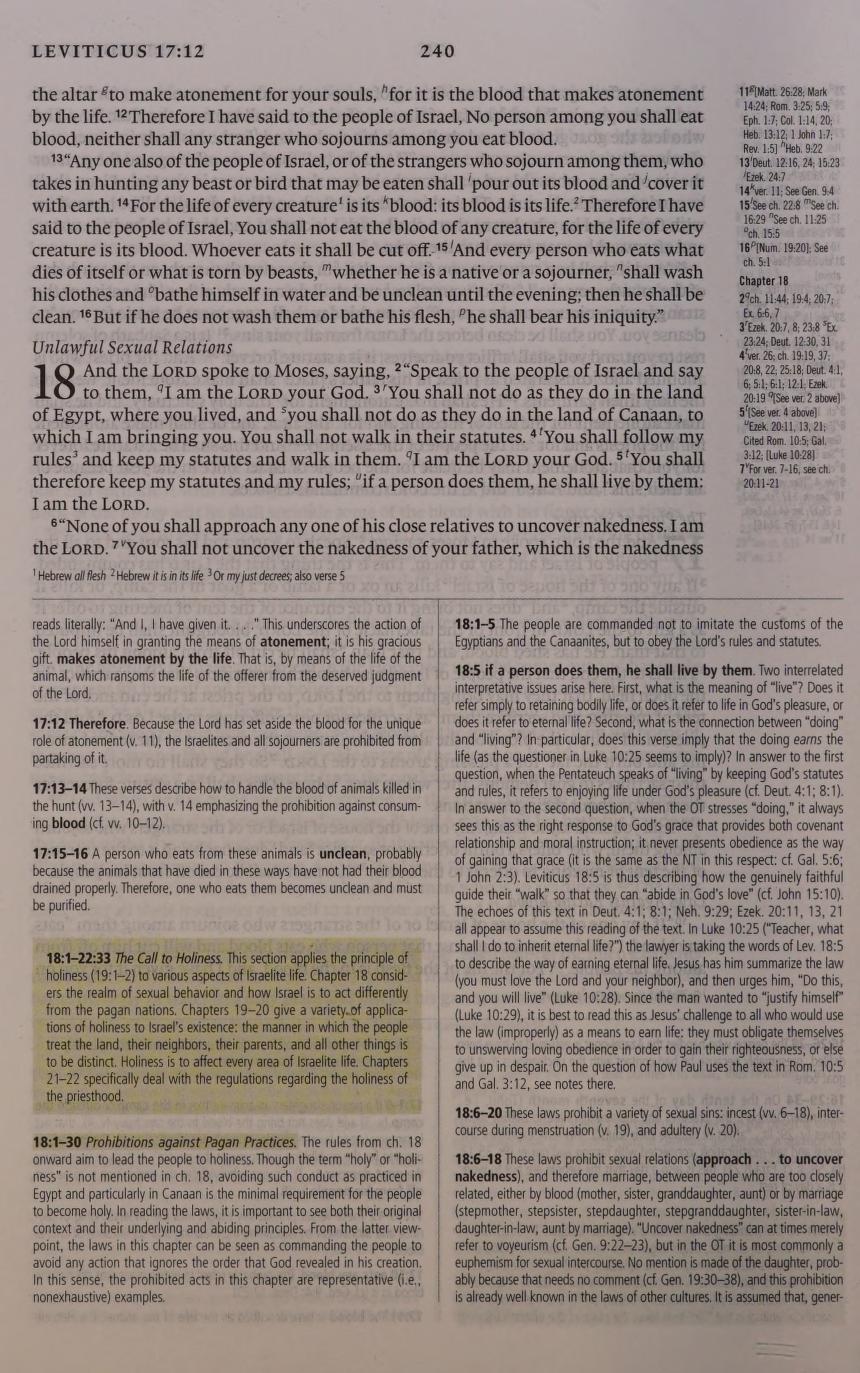 LEVITICUS 17:12
240
the altar ᵍto make atonement for your souls, ʰfor it is the blood that makes atonement
by the life. ¹²Therefore I have said to the people of Israel, No person among you shall eat
blood, neither shall any stranger who sojourns among you eat blood.
¹³“Any one also of the people of Israel, or of the strangers who sojourn among them, who
takes in hunting any beast or bird that may be eaten shall ⁱpour out its blood and ʲcover it
with earth. ¹⁴For the life of every creature¹ is its ᵏblood: its blood is its life.² Therefore I have
said to the people of Israel, You shall not eat the blood of any creature, for the life of every
creature is its blood. Whoever eats it shall be cut off. ¹⁵ˡAnd every person who eats what
dies of itself or what is torn by beasts, ᵐwhether he is a native or a sojourner, ⁿshall wash
his clothes and ᵒbathe himself in water and be unclean until the evening; then he shall be
clean. ¹⁶But if he does not wash them or bathe his flesh, ᵖhe shall bear his iniquity.”
Unlawful Sexual Relations
18 And the LORD spoke to Moses, saying, ²“Speak to the people of Israel and say
to them, ᑫI am the LORD your God. ³ʳYou shall not do as they do in the land
of Egypt, where you lived, and ˢyou shall not do as they do in the land of Canaan, to
which I am bringing you. You shall not walk in their statutes. ⁴ᵗYou shall follow my
rules³ and keep my statutes and walk in them. ᑫI am the LORD your God. ⁵ᵗYou shall
therefore keep my statutes and my rules; ᵘif a person does them, he shall live by them:
I am the LORD.
⁶“None of you shall approach any one of his close relatives to uncover nakedness. I am
the LORD. ⁷ᵛYou shall not uncover the nakedness of your father, which is the nakedness
¹ Hebrew all flesh ² Hebrew it is in its life ³ Or my just decrees; also verse 5
11ᵍ[Matt. 26:28; Mark
14:24; Rom. 3:25; 5:9;
Eph. 1:7; Col. 1:14, 20;
Heb. 13:12; 1 John 1:7;
Rev. 1:5] ʰHeb. 9:22
13ⁱDeut. 12:16, 24; 15:23
ʲEzek. 24:7
14ᵏver. 11; See Gen. 9:4
15ˡSee ch. 22:8 ᵐSee ch.
16:29 ⁿSee ch. 11:25
ᵒch. 15:5
16ᵖ[Num. 19:20]; See
ch. 5:1
Chapter 18
2ᑫch. 11:44; 19:4; 20:7;
Ex. 6:6, 7
3ʳEzek. 20:7, 8; 23:8 ˢEx.
23:24; Deut. 12:30, 31
4ᵗver. 26; ch. 19:19, 37;
20:8, 22; 25:18; Deut. 4:1,
6; 5:1; 6:1; 12:1; Ezek.
20:19 ᑫ[See ver. 2 above]
5ᵗ[See ver. 4 above]
ᵘEzek. 20:11, 13, 21;
Cited Rom. 10:5; Gal.
3:12; [Luke 10:28]
7ᵛFor ver. 7-16, see ch.
20:11-21
reads literally: “And I, I have given it. . . .” This underscores the action of
the Lord himself in granting the means of atonement; it is his gracious
gift. makes atonement by the life. That is, by means of the life of the
animal, which ransoms the life of the offerer from the deserved judgment
of the Lord.
17:12 Therefore. Because the Lord has set aside the blood for the unique
role of atonement (v. 11), the Israelites and all sojourners are prohibited from
partaking of it.
17:13–14 These verses describe how to handle the blood of animals killed in
the hunt (vv. 13–14), with v. 14 emphasizing the prohibition against consum-
ing blood (cf. vv. 10–12).
17:15–16 A person who eats from these animals is unclean, probably
because the animals that have died in these ways have not had their blood
drained properly. Therefore, one who eats them becomes unclean and must
be purified.
18:1–22:33 The Call to Holiness. This section applies the principle of
holiness (19:1–2) to various aspects of Israelite life. Chapter 18 consid-
ers the realm of sexual behavior and how Israel is to act differently
from the pagan nations. Chapters 19–20 give a variety of applica-
tions of holiness to Israel’s existence: the manner in which the people
treat the land, their neighbors, their parents, and all other things is
to be distinct. Holiness is to affect every area of Israelite life. Chapters
21–22 specifically deal with the regulations regarding the holiness of
the priesthood.
18:1–30 Prohibitions against Pagan Practices. The rules from ch. 18
onward aim to lead the people to holiness. Though the term “holy” or “holi-
ness” is not mentioned in ch. 18, avoiding such conduct as practiced in
Egypt and particularly in Canaan is the minimal requirement for the people
to become holy. In reading the laws, it is important to see both their original
context and their underlying and abiding principles. From the latter view-
point, the laws in this chapter can be seen as commanding the people to
avoid any action that ignores the order that God revealed in his creation.
In this sense, the prohibited acts in this chapter are representative (i.e.,
nonexhaustive) examples.
18:1–5 The people are commanded not to imitate the customs of the
Egyptians and the Canaanites, but to obey the Lord’s rules and statutes.
18:5 if a person does them, he shall live by them. Two interrelated
interpretative issues arise here. First, what is the meaning of “live”? Does it
refer simply to retaining bodily life, or does it refer to life in God’s pleasure, or
does it refer to eternal life? Second, what is the connection between “doing”
and “living”? In particular, does this verse imply that the doing earns the
life (as the questioner in Luke 10:25 seems to imply)? In answer to the first
question, when the Pentateuch speaks of “living” by keeping God’s statutes
and rules, it refers to enjoying life under God’s pleasure (cf. Deut. 4:1; 8:1).
In answer to the second question, when the OT stresses “doing,” it always
sees this as the right response to God’s grace that provides both covenant
relationship and moral instruction; it never presents obedience as the way
of gaining that grace (it is the same as the NT in this respect: cf. Gal. 5:6;
1 John 2:3). Leviticus 18:5 is thus describing how the genuinely faithful
guide their “walk” so that they can “abide in God’s love” (cf. John 15:10).
The echoes of this text in Deut. 4:1; 8:1; Neh. 9:29; Ezek. 20:11, 13, 21
all appear to assume this reading of the text. In Luke 10:25 (“Teacher, what
shall I do to inherit eternal life?”) the lawyer is taking the words of Lev. 18:5
to describe the way of earning eternal life. Jesus has him summarize the law
(you must love the Lord and your neighbor), and then urges him, “Do this,
and you will live” (Luke 10:28). Since the man wanted to “justify himself”
(Luke 10:29), it is best to read this as Jesus’ challenge to all who would use
the law (improperly) as a means to earn life: they must obligate themselves
to unswerving loving obedience in order to gain their righteousness, or else
give up in despair. On the question of how Paul uses the text in Rom. 10:5
and Gal. 3:12, see notes there.
18:6–20 These laws prohibit a variety of sexual sins: incest (vv. 6–18), inter-
course during menstruation (v. 19), and adultery (v. 20).
18:6–18 These laws prohibit sexual relations (approach . . . to uncover
nakedness), and therefore marriage, between people who are too closely
related, either by blood (mother, sister, granddaughter, aunt) or by marriage
(stepmother, stepsister, stepdaughter, stepgranddaughter, sister-in-law,
daughter-in-law, aunt by marriage). “Uncover nakedness” can at times merely
refer to voyeurism (cf. Gen. 9:22–23), but in the OT it is most commonly a
euphemism for sexual intercourse. No mention is made of the daughter, prob-
ably because that needs no comment (cf. Gen. 19:30–38), and this prohibition
is already well known in the laws of other cultures. It is assumed that, gener-